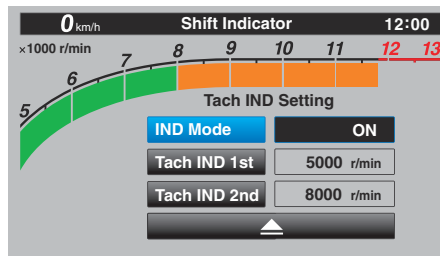 0 km/h Shift Indicator 12:00
×1000 r/min
5 6 7 8 9 10 11 12 13
Tach IND Setting
IND Mode ON
Tach IND 1st 5000 r/min
Tach IND 2nd 8000 r/min